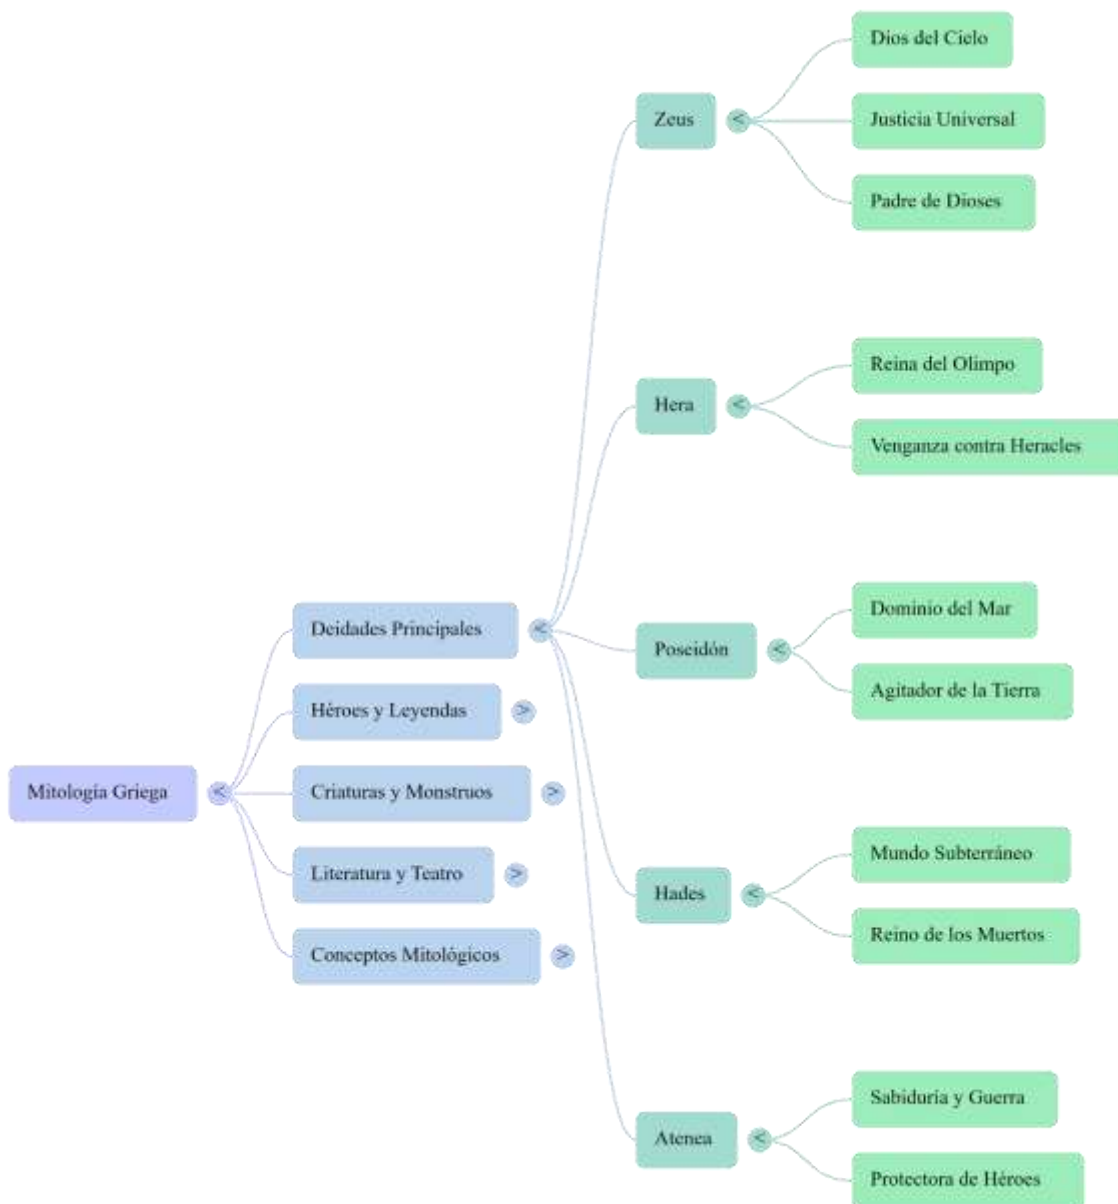 Mitología Griega
Deidades Principales
Zeus
Dios del Cielo
Justicia Universal
Padre de Dioses
Hera
Reina del Olimpo
Venganza contra Heracles
Poseidón
Dominio del Mar
Agitador de la Tierra
Hades
Mundo Subterráneo
Reino de los Muertos
Atenea
Sabiduría y Guerra
Protectora de Héroes
Héroes y Leyendas
Criaturas y Monstruos
Literatura y Teatro
Conceptos Mitológicos